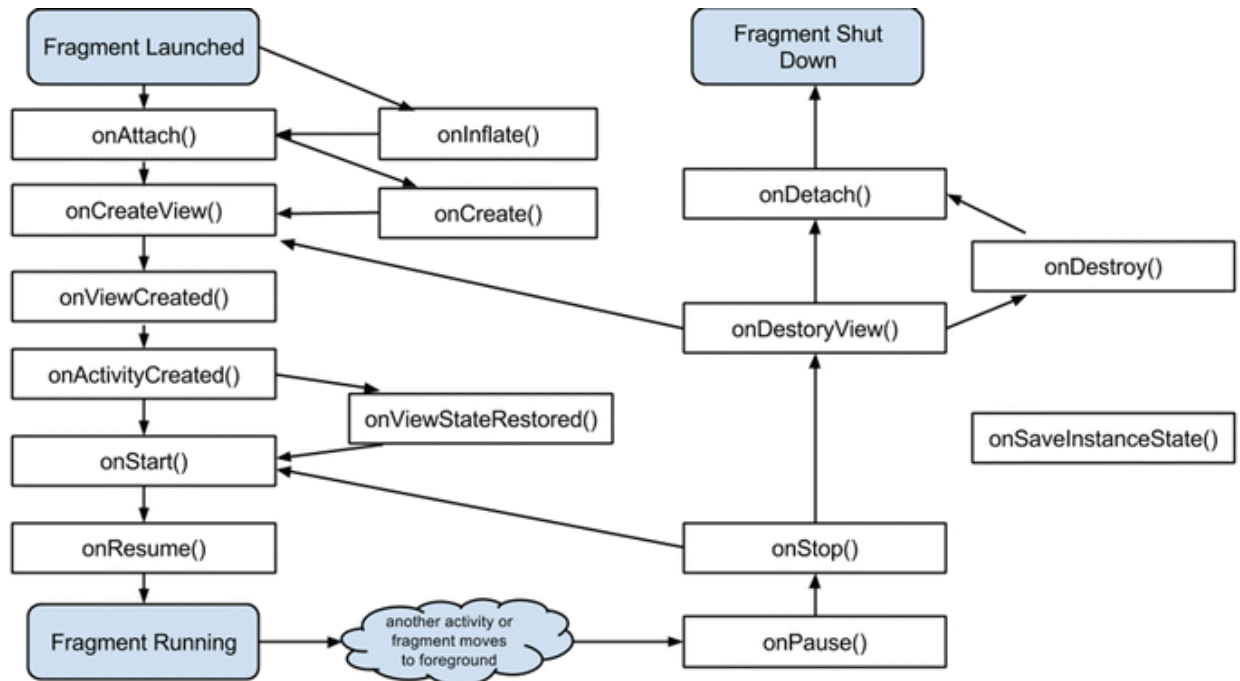 Fragment Launched
onAttach()
onInflate()
onCreateView()
onCreate()
onViewCreated()
onActivityCreated()
onViewStateRestored()
onStart()
onResume()
Fragment Running
another activity or
fragment moves
to foreground
onPause()
onStop()
onSaveInstanceState()
onDestoryView()
onDestroy()
onDetach()
Fragment Shut
Down